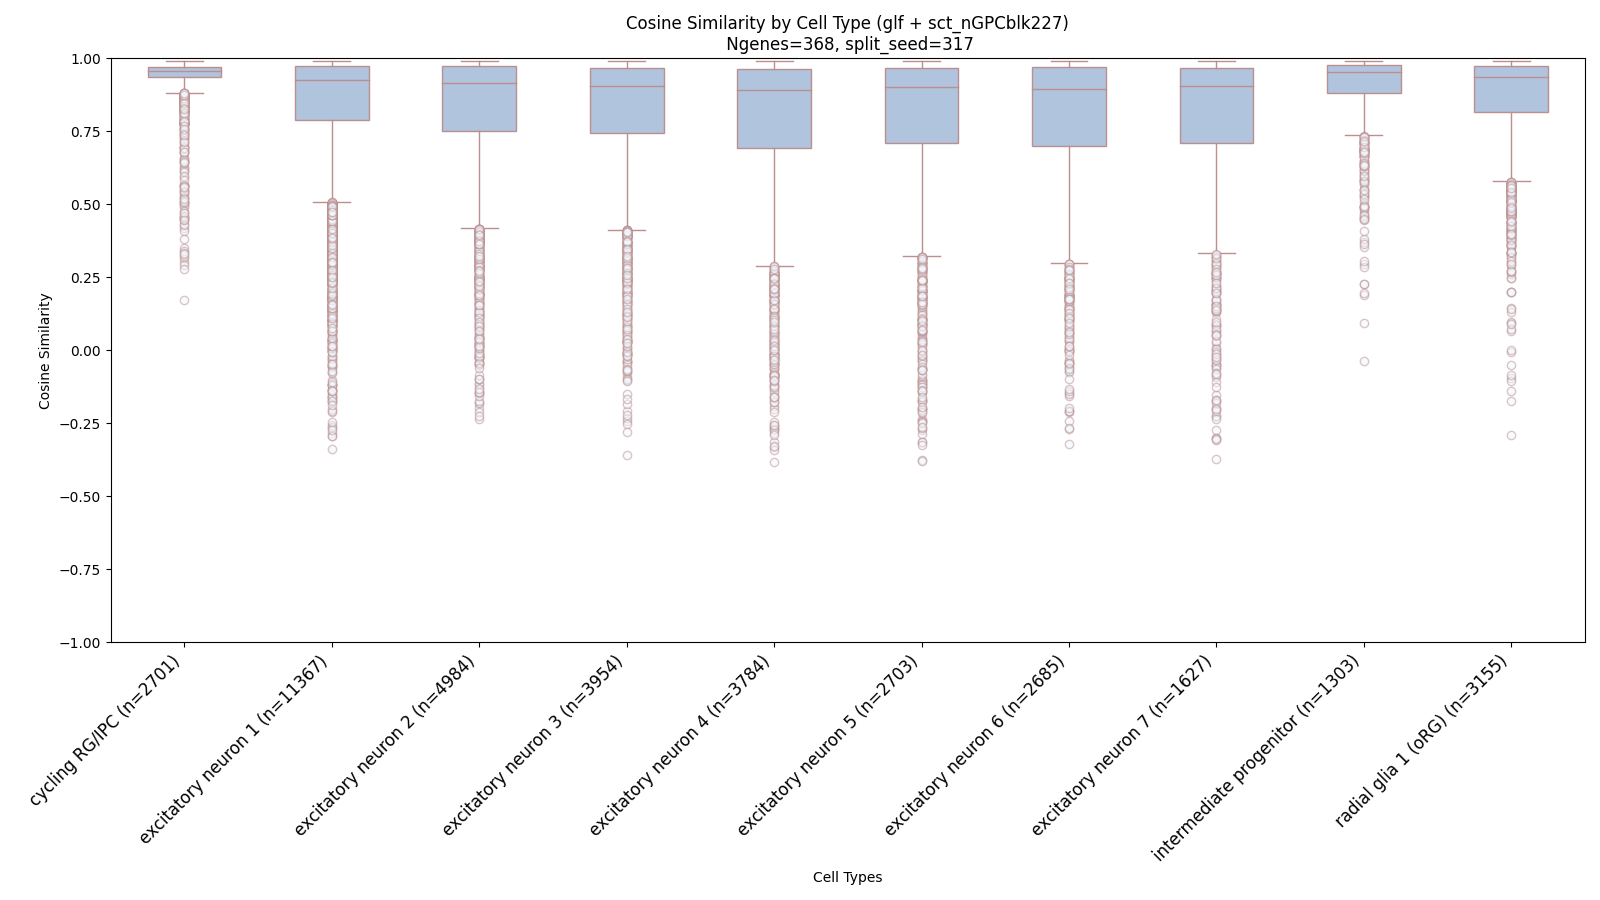 Cosine Similarity by Cell Type (glf + sct_nGPCblk227)
Ngenes=368, split_seed=317
1.00
0.75
0.50
0.25
0.00
−0.25
−0.50
−0.75
−1.00
Cosine Similarity
cycling RG/IPC (n=2701)
excitatory neuron 1 (n=11367)
excitatory neuron 2 (n=4984)
excitatory neuron 3 (n=3954)
excitatory neuron 4 (n=3784)
excitatory neuron 5 (n=2703)
excitatory neuron 6 (n=2685)
excitatory neuron 7 (n=1627)
intermediate progenitor (n=1303)
radial glia 1 (oRG) (n=3155)
Cell Types